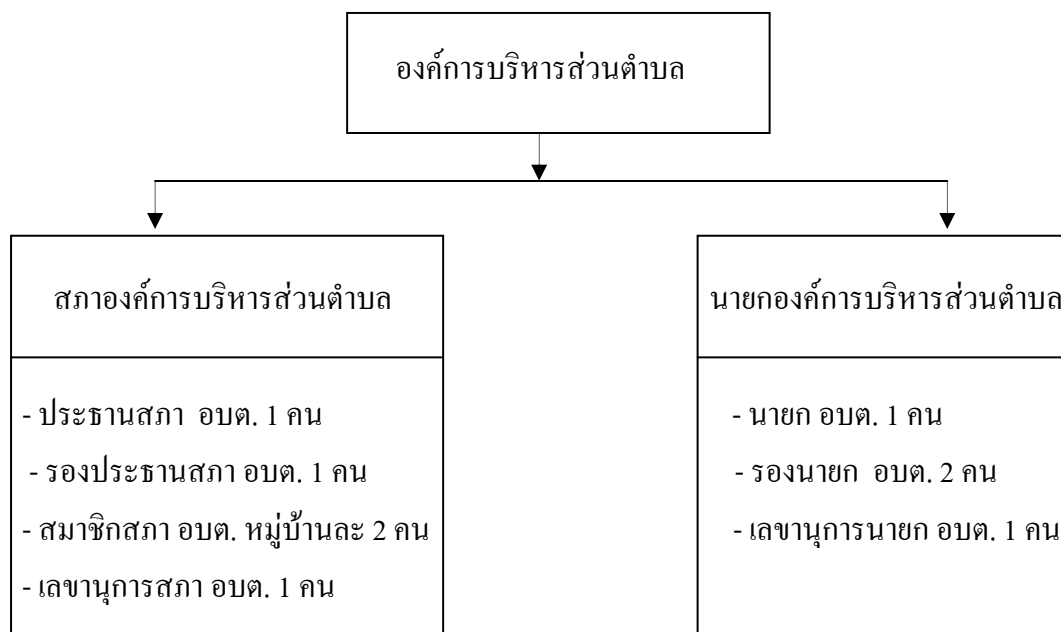 องค์การบริหารส่วนตำบล
สภาองค์การบริหารส่วนตำบล
- ประธานสภา อบต. 1 คน
- รองประธานสภา อบต. 1 คน
- สมาชิกสภา อบต. หมู่บ้านละ 2 คน
- เลขานุการสภา อบต. 1 คน
นายกองค์การบริหารส่วนตำบล
- นายก อบต. 1 คน
- รองนายก อบต. 2 คน
- เลขานุการนายก อบต. 1 คน